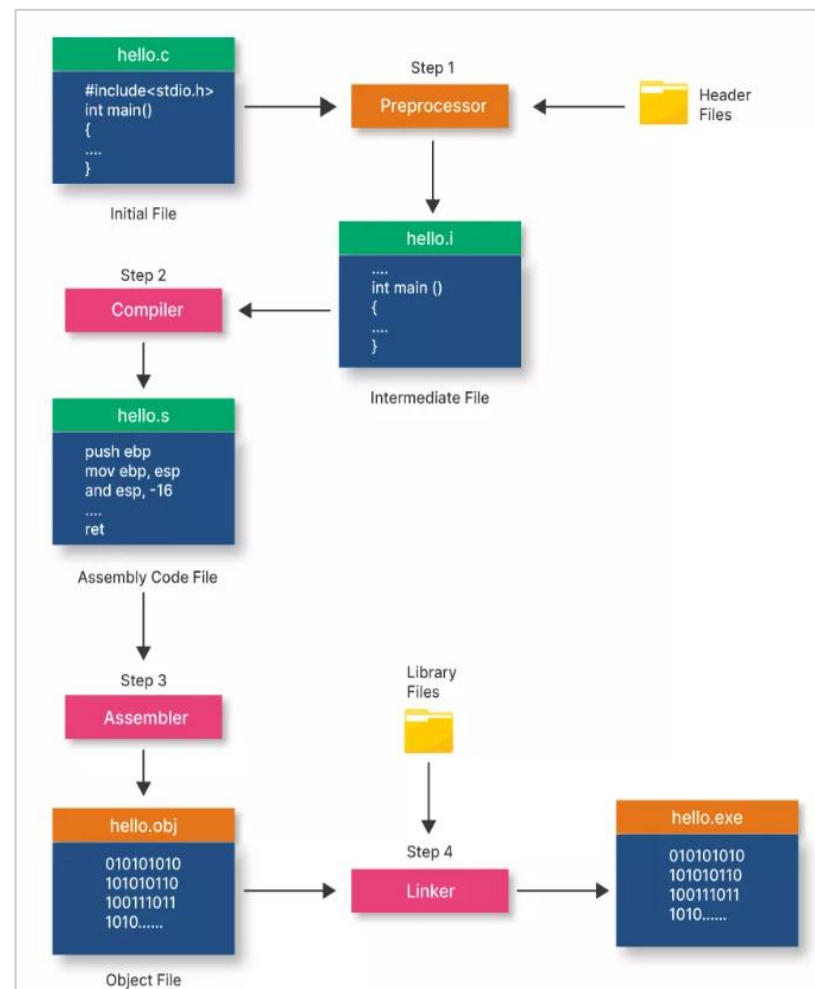 hello.c
#include<stdio.h>
int main()
{
....
}
Initial File
Step 1
Preprocessor
Header
Files
hello.i
....
int main ()
{
....
}
Intermediate File
Step 2
Compiler
hello.s
push ebp
mov ebp, esp
and esp, -16
....
ret
Assembly Code File
Step 3
Assembler
hello.obj
010101010
101010110
100111011
1010......
Object File
Library
Files
Step 4
Linker
hello.exe
010101010
101010110
100111011
1010......